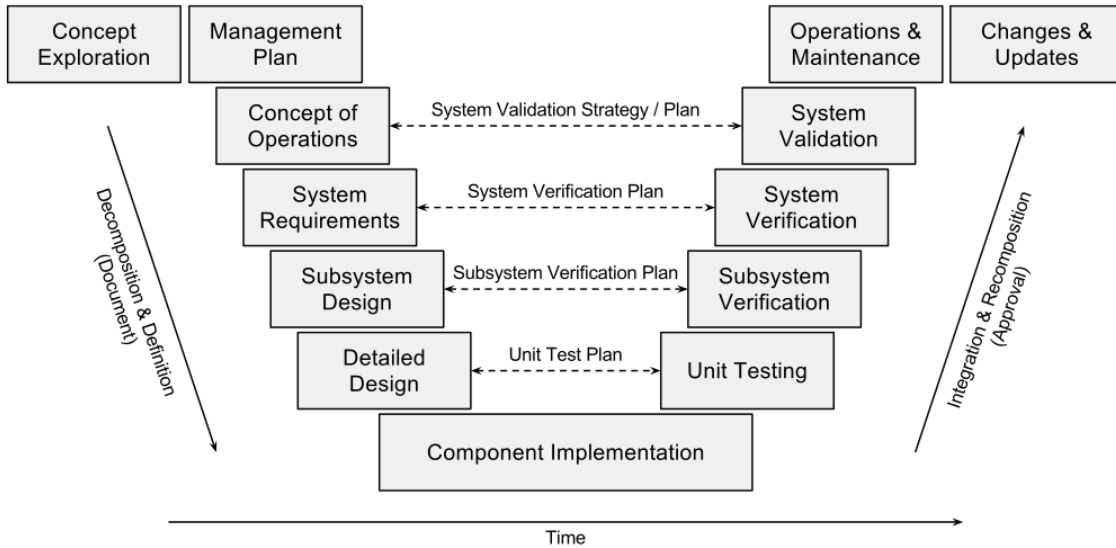 Concept
Exploration
Management
Plan
Operations &
Maintenance
Changes &
Updates
Concept of
Operations
System Validation Strategy / Plan
System
Validation
System
Requirements
System Verification Plan
System
Verification
Subsystem
Design
Subsystem Verification Plan
Subsystem
Verification
Detailed
Design
Unit Test Plan
Unit Testing
Component Implementation
Decomposition & Definition
(Document)
Integration & Recomposition
(Approval)
Time